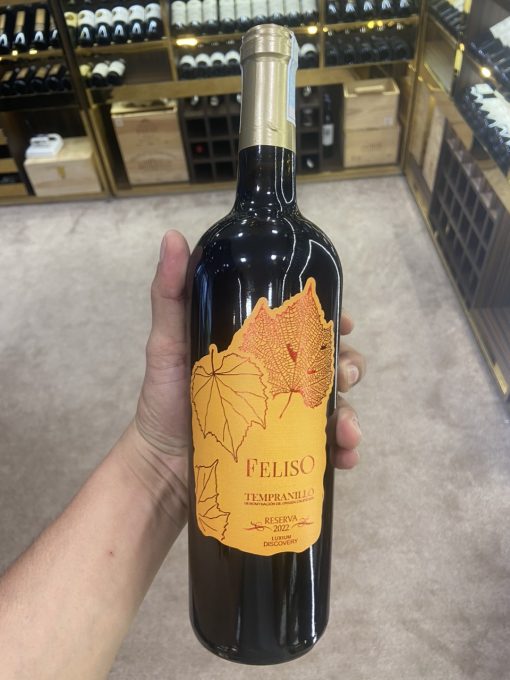 FELISO
TEMPRANILLO
RESERVA
2022
LUXIUM
DISCOVERY